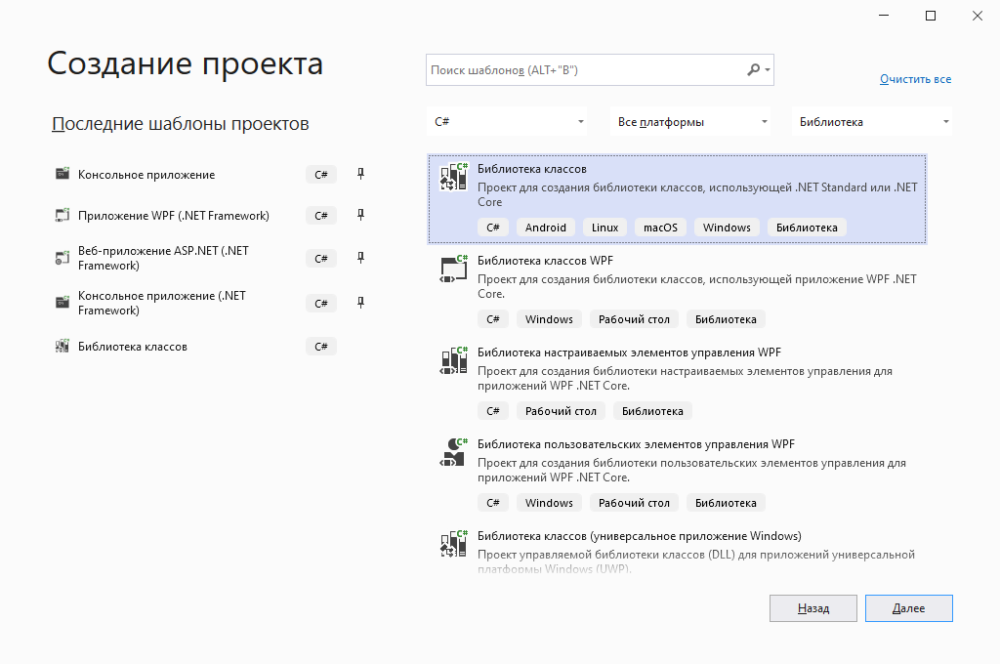 Создание проекта
Последние шаблоны проектов
Консольное приложение C#
Приложение WPF (.NET Framework) C#
Веб-приложение ASP.NET (.NET
Framework) C#
Консольное приложение (.NET
Framework) C#
Библиотека классов C#
Поиск шаблонов (ALT+"B")
Очистить все
C# Все платформы Библиотека
Библиотека классов
Проект для создания библиотеки классов, использующей .NET Standard или .NET
Core
C# Android Linux macOS Windows Библиотека
Библиотека классов WPF
Проект для создания библиотеки классов, использующей приложение WPF .NET
Core.
C# Windows Рабочий стол Библиотека
Библиотека настраиваемых элементов управления WPF
Проект для создания библиотеки настраиваемых элементов управления для
приложений WPF .NET Core.
C# Рабочий стол Библиотека
Библиотека пользовательских элементов управления WPF
Проект для создания библиотеки пользовательских элементов управления для
приложений WPF .NET Core.
C# Windows Рабочий стол Библиотека
Библиотека классов (универсальное приложение Windows)
Проект управляемой библиотеки классов (DLL) для приложений универсальной
платформы Windows (UWP).
Назад Далее